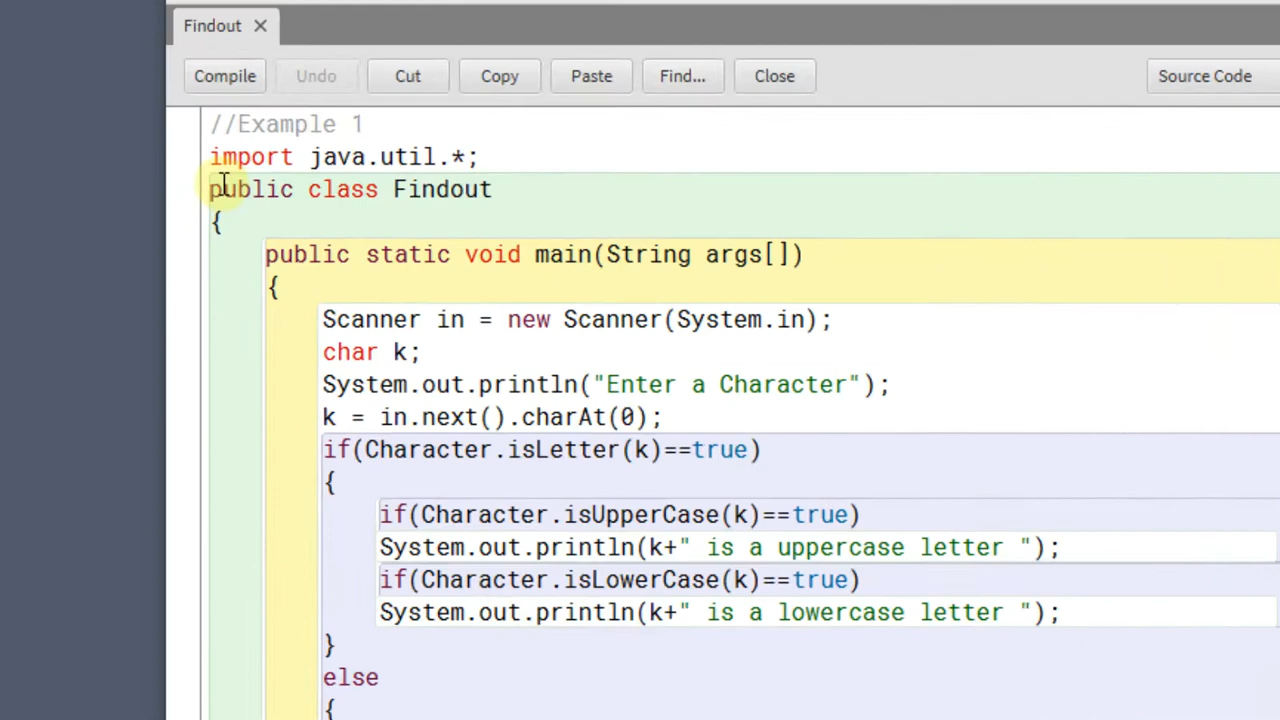 Findout ×
Compile Undo Cut Copy Paste Find... Close Source Code
//Example 1
import java.util.*;
public class Findout
{
public static void main(String args[])
{
Scanner in = new Scanner(System.in);
char k;
System.out.println("Enter a Character");
k = in.next().charAt(0);
if(Character.isLetter(k)==true)
{
if(Character.isUpperCase(k)==true)
System.out.println(k+" is a uppercase letter ");
if(Character.isLowerCase(k)==true)
System.out.println(k+" is a lowercase letter ");
}
else
{